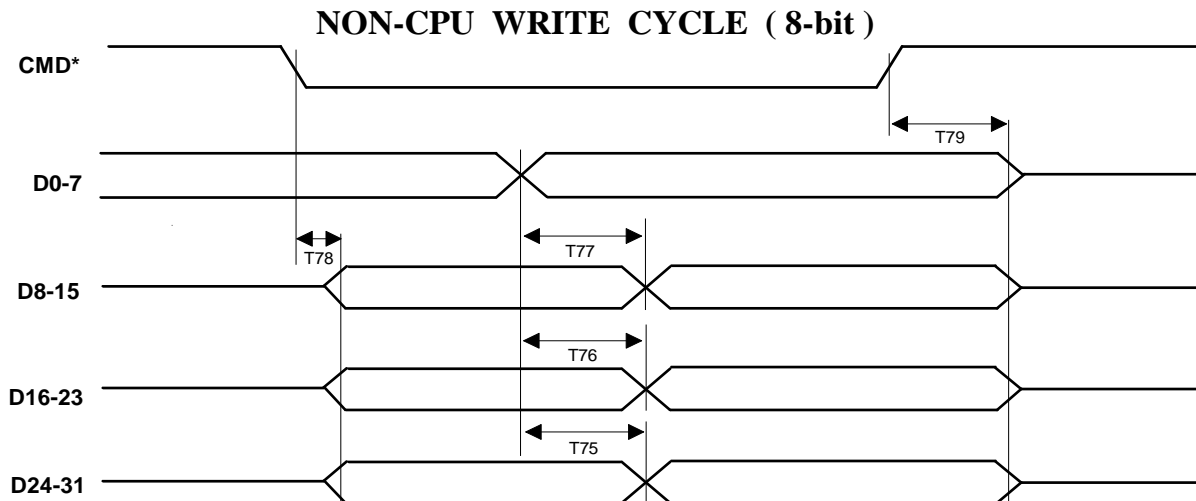 NON-CPU WRITE CYCLE ( 8-bit )
CMD*
T79
D0-7
T77
T78
D8-15
T76
D16-23
T75
D24-31